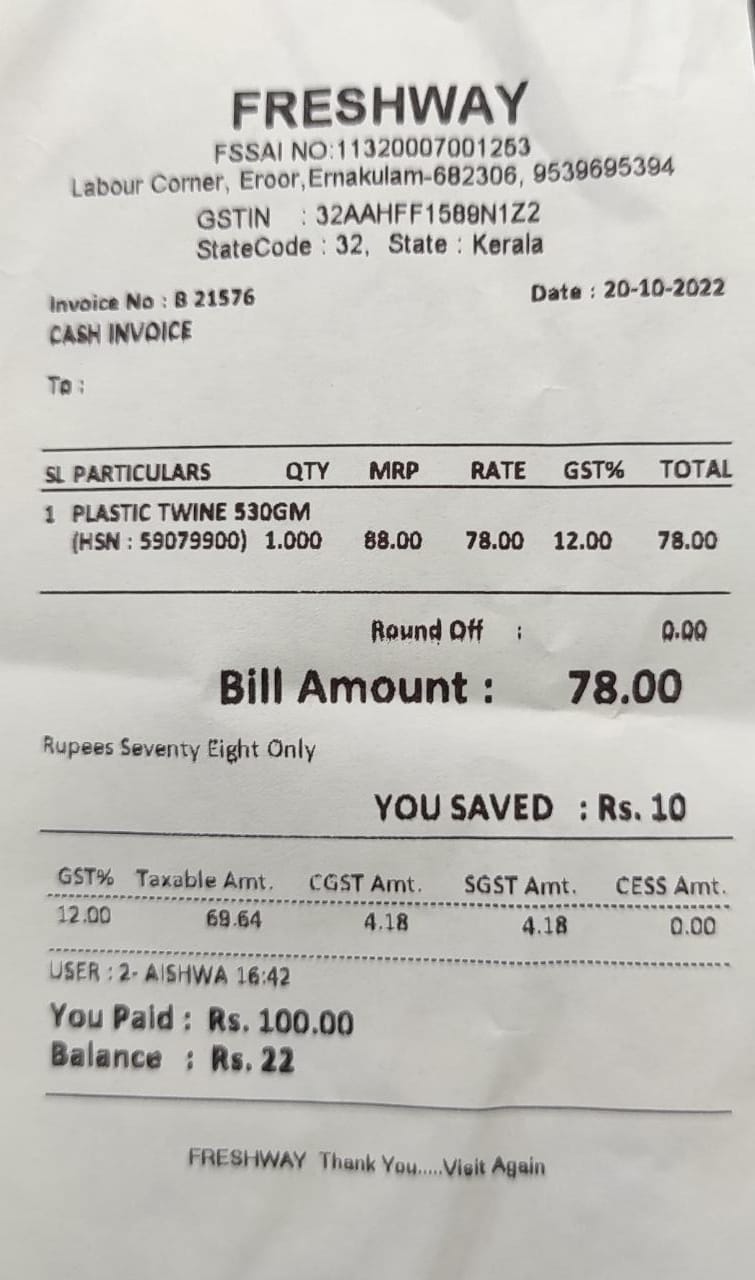 FRESHWAY
FSSAI NO:11320007001253
Labour Corner, Eroor,Ernakulam-682306, 9539695394
GSTIN : 32AAHFF1589N1Z2
StateCode : 32, State : Kerala
Invoice No : B 21576 Date : 20-10-2022
CASH INVOICE
To :
SL PARTICULARS QTY MRP RATE GST% TOTAL
1 PLASTIC TWINE 530GM
(HSN : 59079900) 1.000 88.00 78.00 12.00 78.00
Round Off : 0.00
Bill Amount : 78.00
Rupees Seventy Eight Only
YOU SAVED : Rs. 10
GST% Taxable Amt. CGST Amt. SGST Amt. CESS Amt.
12.00 69.64 4.18 4.18 0.00
USER : 2- AISHWA 16:42
You Paid : Rs. 100.00
Balance : Rs. 22
FRESHWAY Thank You.....Visit Again